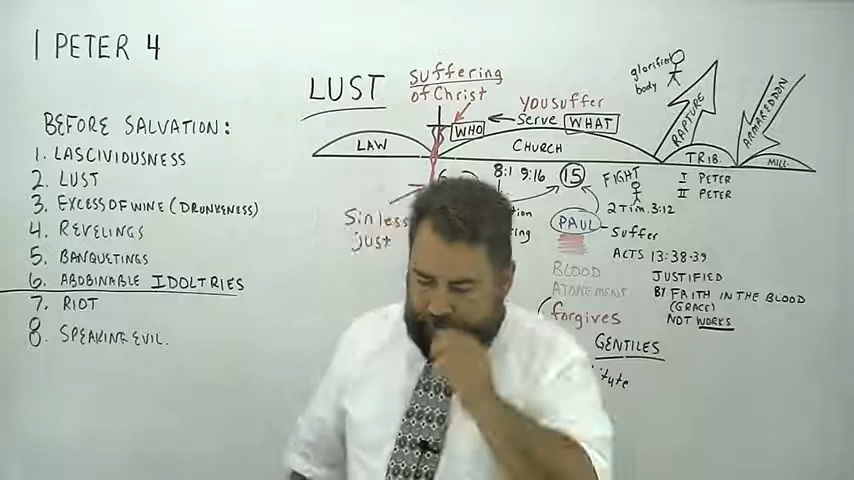 1 PETER 4
BEFORE SALVATION:
1. LASCIVIOUSNESS
2. LUST
3. EXCESS OF WINE (DRUNKENESS)
4. REVELINGS
5. BANQUETINGS
6. ABOBINABLE IDOLTRIES
7. RIOT
8. SPEAKING EVIL.
LUST
Suffering
of Christ
YOU SUFFER
Serve WHAT
WHO
LAW
CHURCH
glorified
body
RAPTURE
ARMAGEDDON
TRIB.
MILL.
I PETER
II PETER
8:1 9:16 15
FIGHT
2 Tim. 3:12
Sinless
just
PAUL - Suffer
ACTS 13:38-39
BLOOD
ATONEMENT
forgives
JUSTIFIED
BY FAITH IN THE BLOOD
(GRACE)
NOT WORKS
GENTILES